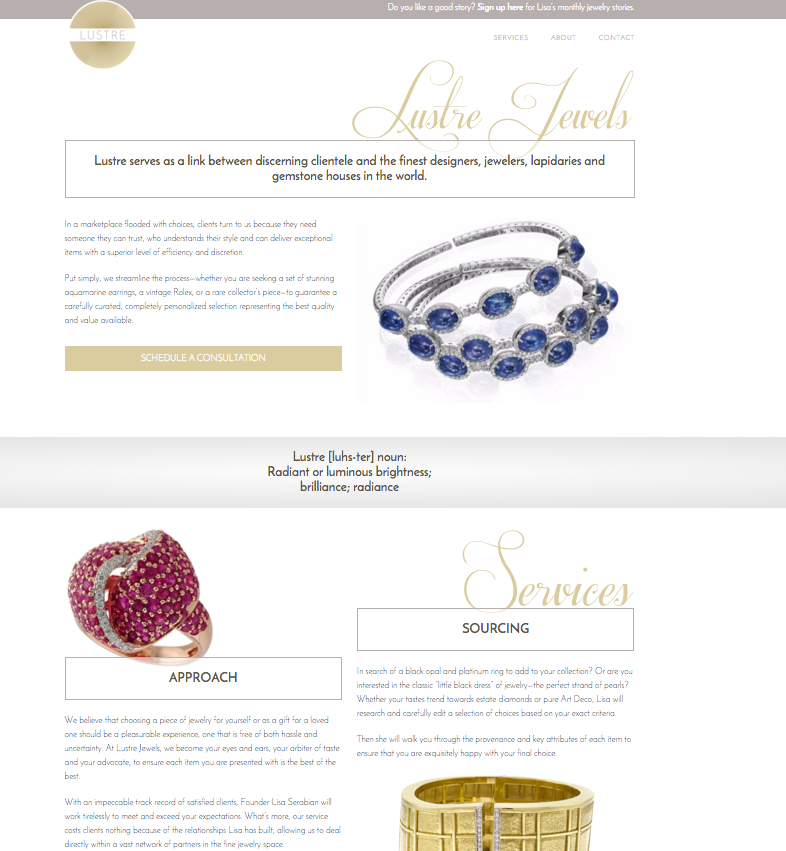 Do you like a good story? Sign up here for Lisa's monthly jewelry stories.
LUSTRE
SERVICES ABOUT CONTACT
Lustre Jewels
Lustre serves as a link between discerning clientele and the finest designers, jewelers, lapidaries and
gemstone houses in the world.
In a marketplace flooded with choices, clients turn to us because they need
someone they can trust, who understands their style and can deliver exceptional
items with a superior level of efficiency and discretion.
Put simply, we streamline the process—whether you are seeking a set of stunning
aquamarine earrings, a vintage Rolex, or a rare collector's piece—to guarantee a
carefully curated, completely personalized selection representing the best quality
and value available.
SCHEDULE A CONSULTATION
Lustre [luhs-ter] noun:
Radiant or luminous brightness;
brilliance; radiance
APPROACH
We believe that choosing a piece of jewelry for yourself or as a gift for a loved
one should be a pleasurable experience, one that is free of both hassle and
uncertainty. At Lustre Jewels, we become your eyes and ears, your arbiter of taste
and your advocate, to ensure each item you are presented with is the best of the
best.
With an impeccable track record of satisfied clients, Founder Lisa Serabian will
work tirelessly to meet and exceed your expectations. What's more, our service
costs clients nothing because of the relationships Lisa has built, allowing us to deal
directly within a vast network of partners in the fine jewelry space.
Services
SOURCING
In search of a black opal and platinum ring to add to your collection? Or are you
interested in the classic "little black dress" of jewelry—the perfect strand of pearls?
Whether your tastes trend towards estate diamonds or pure Art Deco, Lisa will
research and carefully edit a selection of choices based on your exact criteria.
Then she will walk you through the provenance and key attributes of each item to
ensure that you are exquisitely happy with your final choice.